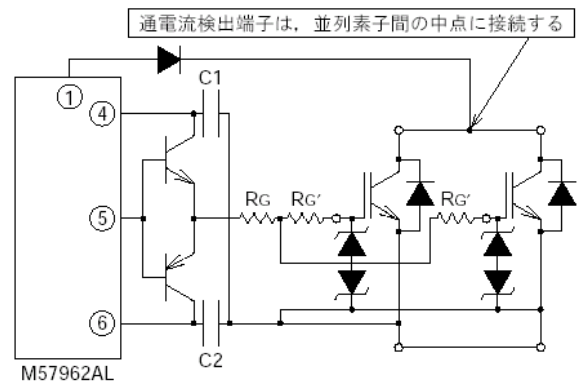 通電流検出端子は，並列素子間の中点に接続する
①
④
C1
⑤
RG
RG'
RG'
⑥
C2
M57962AL